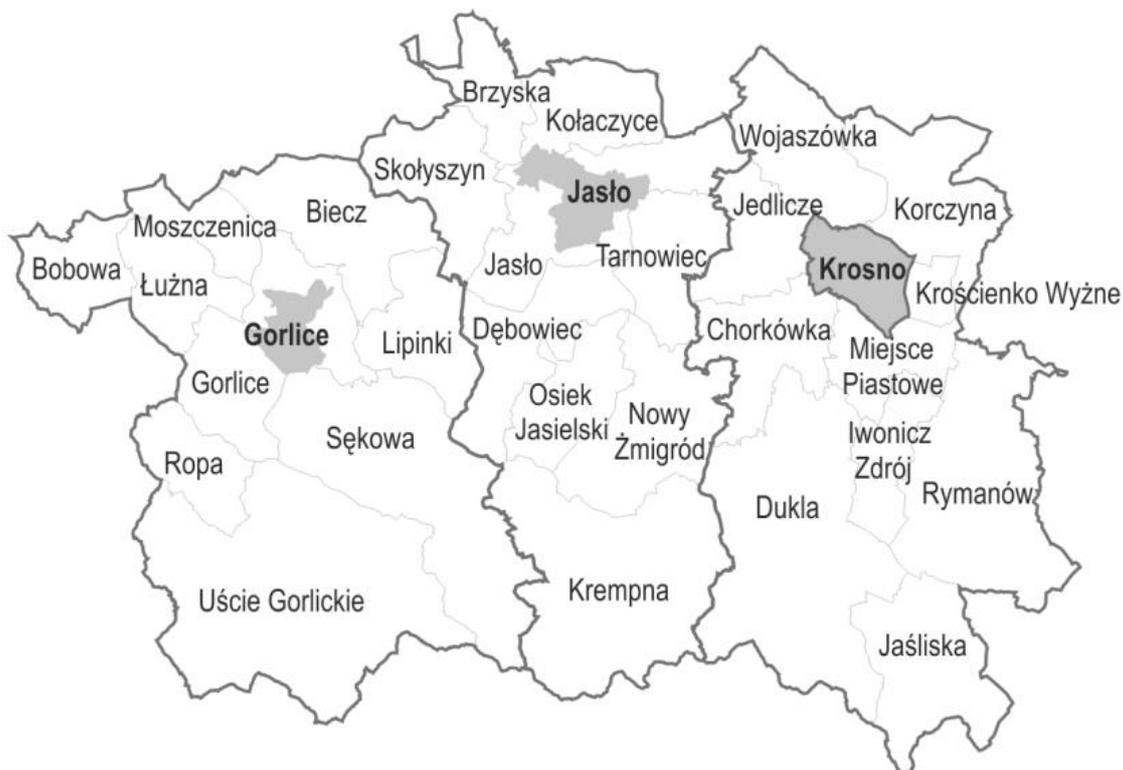 Brzyska
Kołaczyce
Wojaszówka
Skołyszyn
Jasło
Biecz
Jedlicze
Korczyna
Moszczenica
Bobowa
Łużna
Jasło
Tarnowiec
Krosno
Krościenko Wyżne
Gorlice
Lipinki
Dębowiec
Chorkówka
Miejsce
Piastowe
Gorlice
Osiek
Jasielski
Nowy
Żmigród
Sękowa
Iwonicz
Zdrój
Ropa
Rymanów
Dukla
Uście Gorlickie
Krempna
Jaśliska